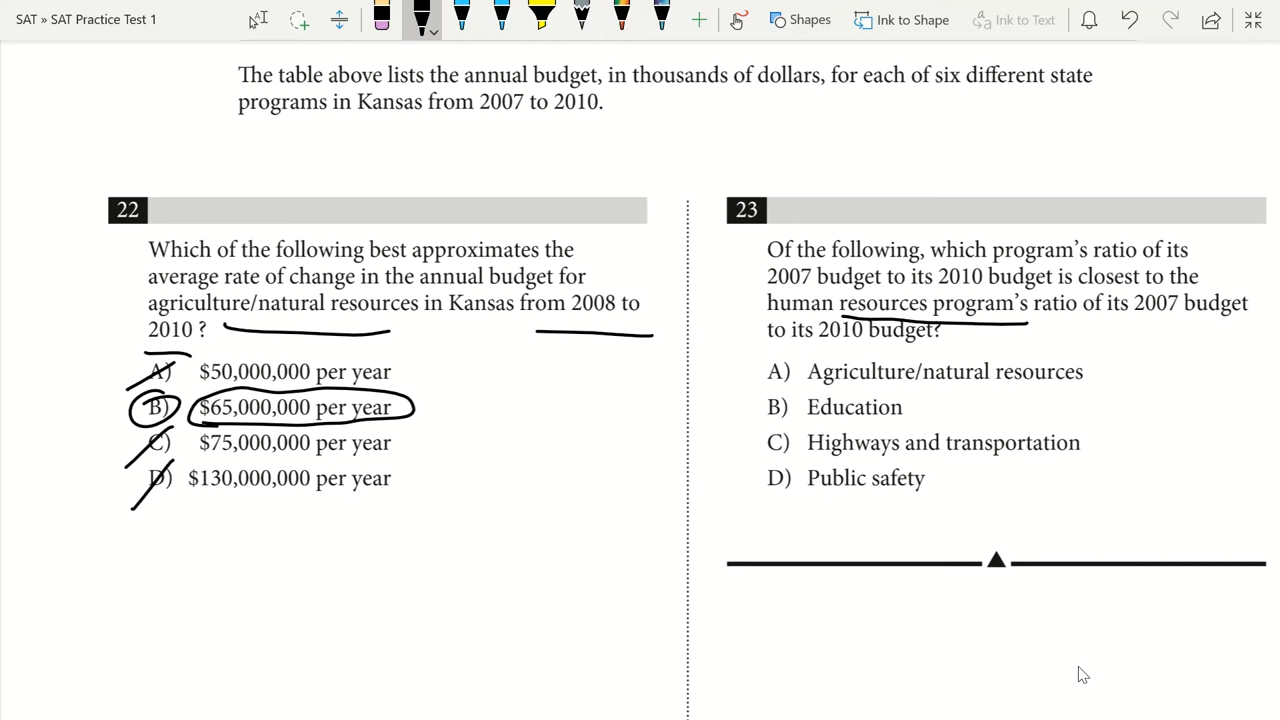 SAT » SAT Practice Test 1
Shapes
Ink to Shape
Ink to Text
The table above lists the annual budget, in thousands of dollars, for each of six different state
programs in Kansas from 2007 to 2010.
22
Which of the following best approximates the
average rate of change in the annual budget for
agriculture/natural resources in Kansas from 2008 to
2010 ?
A) $50,000,000 per year
B) $65,000,000 per year
C) $75,000,000 per year
D) $130,000,000 per year
23
Of the following, which program’s ratio of its
2007 budget to its 2010 budget is closest to the
human resources program’s ratio of its 2007 budget
to its 2010 budget?
A) Agriculture/natural resources
B) Education
C) Highways and transportation
D) Public safety